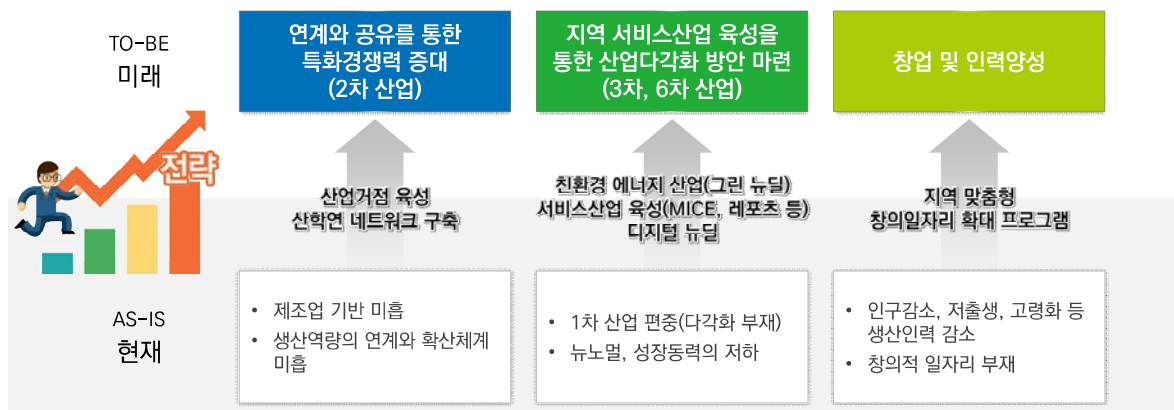 TO-BE
미래
연계와 공유를 통한
특화경쟁력 증대
(2차 산업)
지역 서비스산업 육성을
통한 산업다각화 방안 마련
(3차, 6차 산업)
창업 및 인력양성
전략
산업거점 육성
산학연 네트워크 구축
친환경 에너지 산업(그린 뉴딜)
서비스산업 육성(MICE, 레포츠 등)
디지털 뉴딜
지역 맞춤형
창의일자리 확대 프로그램
AS-IS
현재
• 제조업 기반 미흡
• 생산역량의 연계와 확산체계
미흡
• 1차 산업 편중(다각화 부재)
• 뉴노멀, 성장동력의 저하
• 인구감소, 저출생, 고령화 등
생산인력 감소
• 창의적 일자리 부재